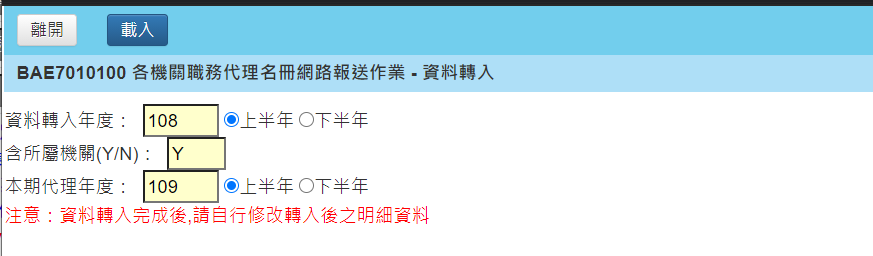 離開 載入
BAE7010100 各機關職務代理名冊網路報送作業 - 資料轉入
資料轉入年度： 108 上半年 下半年
含所屬機關(Y/N)： Y
本期代理年度： 109 上半年 下半年
注意：資料轉入完成後,請自行修改轉入後之明細資料